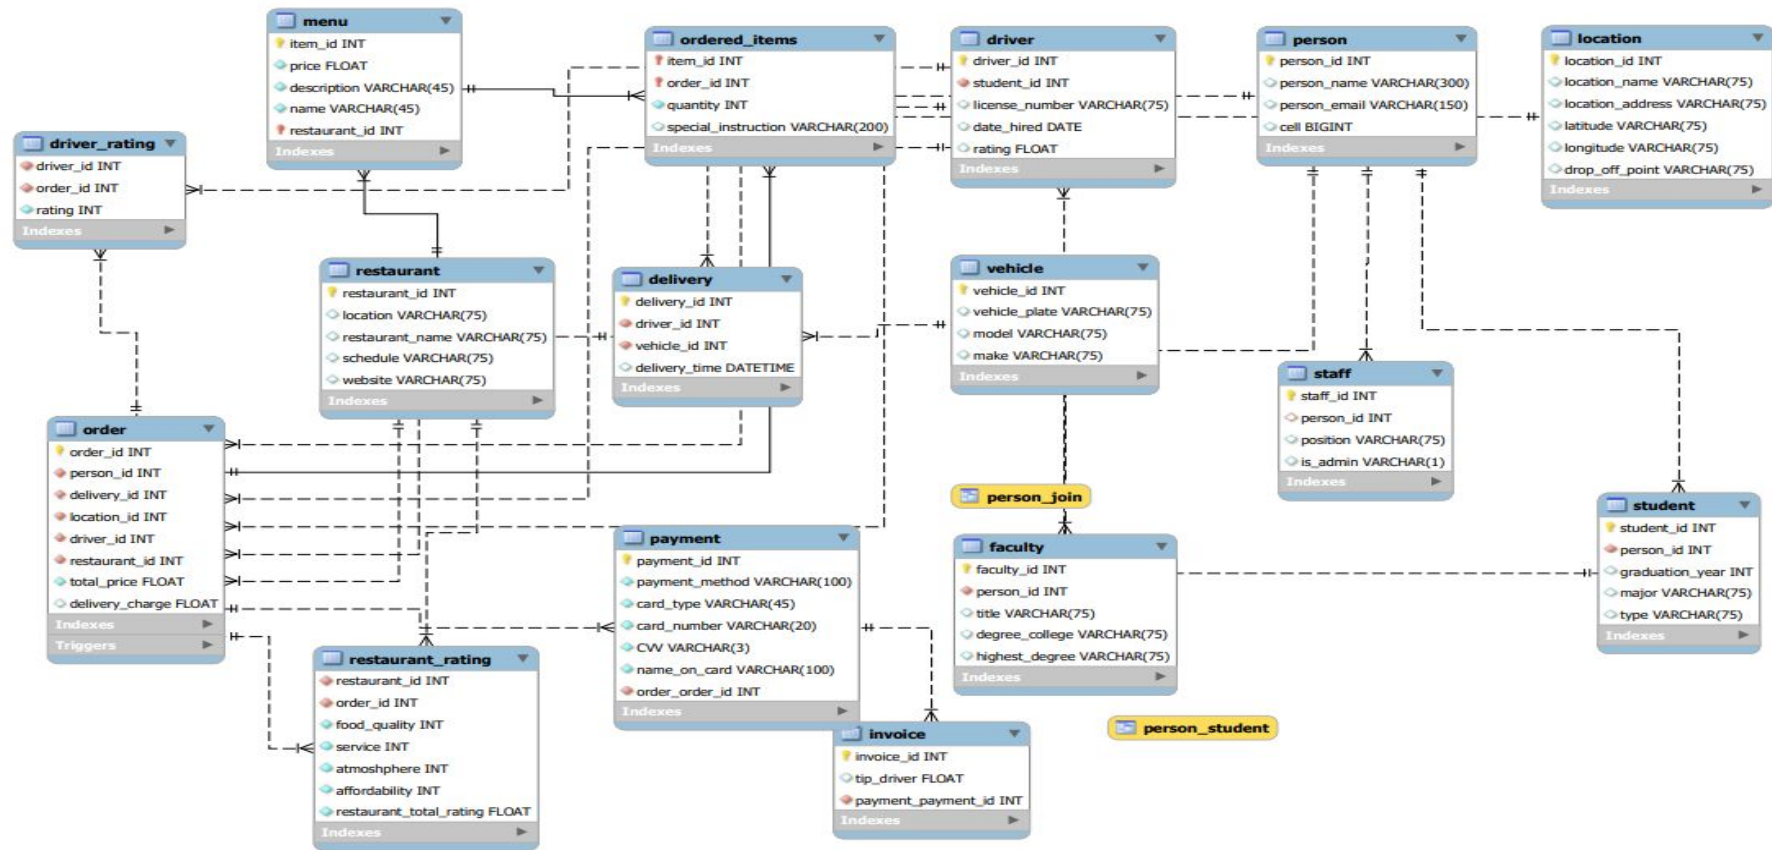 menu
item_id INT
price FLOAT
description VARCHAR(45)
name VARCHAR(45)
restaurant_id INT
Indexes
ordered_items
item_id INT
order_id INT
quantity INT
special_instruction VARCHAR(200)
Indexes
driver
driver_id INT
student_id INT
license_number VARCHAR(75)
date_hired DATE
rating FLOAT
Indexes
person
person_id INT
person_name VARCHAR(300)
person_email VARCHAR(150)
cell BIGINT
Indexes
location
location_id INT
location_name VARCHAR(75)
location_address VARCHAR(75)
latitude VARCHAR(75)
longitude VARCHAR(75)
drop_off_point VARCHAR(75)
Indexes
driver_rating
driver_id INT
order_id INT
rating INT
Indexes
restaurant
restaurant_id INT
location VARCHAR(75)
restaurant_name VARCHAR(75)
schedule VARCHAR(75)
website VARCHAR(75)
Indexes
delivery
delivery_id INT
driver_id INT
vehicle_id INT
delivery_time DATETIME
Indexes
vehicle
vehicle_id INT
vehicle_plate VARCHAR(75)
model VARCHAR(75)
make VARCHAR(75)
Indexes
staff
staff_id INT
person_id INT
position VARCHAR(75)
is_admin VARCHAR(1)
Indexes
order
order_id INT
person_id INT
delivery_id INT
location_id INT
driver_id INT
restaurant_id INT
total_price FLOAT
delivery_charge FLOAT
Indexes
Triggers
person_join
student
student_id INT
person_id INT
graduation_year INT
major VARCHAR(75)
type VARCHAR(75)
Indexes
payment
payment_id INT
payment_method VARCHAR(100)
card_type VARCHAR(45)
card_number VARCHAR(20)
CVV VARCHAR(3)
name_on_card VARCHAR(100)
order_order_id INT
Indexes
faculty
faculty_id INT
person_id INT
title VARCHAR(75)
degree_college VARCHAR(75)
highest_degree VARCHAR(75)
Indexes
restaurant_rating
restaurant_id INT
order_id INT
food_quality INT
service INT
atmoshphere INT
affordability INT
restaurant_total_rating FLOAT
Indexes
invoice
invoice_id INT
tip_driver FLOAT
payment_payment_id INT
Indexes
person_student